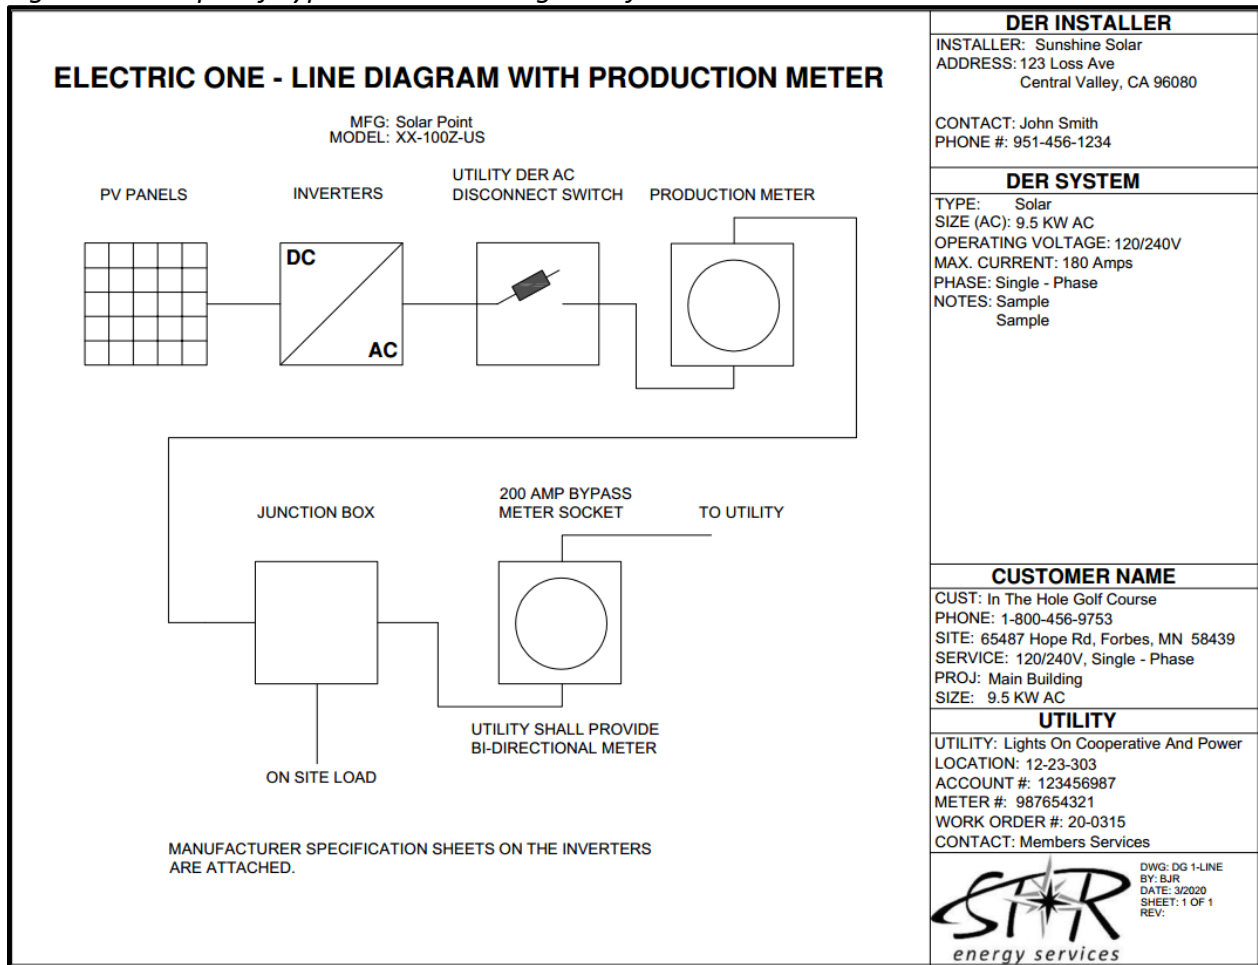 ELECTRIC ONE - LINE DIAGRAM WITH PRODUCTION METER
MFG: Solar Point
MODEL: XX-100Z-US
PV PANELS
INVERTERS
UTILITY DER AC
DISCONNECT SWITCH
PRODUCTION METER
DC
AC
JUNCTION BOX
200 AMP BYPASS
METER SOCKET
TO UTILITY
UTILITY SHALL PROVIDE
BI-DIRECTIONAL METER
ON SITE LOAD
MANUFACTURER SPECIFICATION SHEETS ON THE INVERTERS
ARE ATTACHED.
DER INSTALLER
INSTALLER: Sunshine Solar
ADDRESS: 123 Loss Ave
Central Valley, CA 96080
CONTACT: John Smith
PHONE #: 951-456-1234
DER SYSTEM
TYPE: Solar
SIZE (AC): 9.5 KW AC
OPERATING VOLTAGE: 120/240V
MAX. CURRENT: 180 Amps
PHASE: Single - Phase
NOTES: Sample
Sample
CUSTOMER NAME
CUST: In The Hole Golf Course
PHONE: 1-800-456-9753
SITE: 65487 Hope Rd, Forbes, MN 58439
SERVICE: 120/240V, Single - Phase
PROJ: Main Building
SIZE: 9.5 KW AC
UTILITY
UTILITY: Lights On Cooperative And Power
LOCATION: 12-23-303
ACCOUNT #: 123456987
METER #: 987654321
WORK ORDER #: 20-0315
CONTACT: Members Services
STAR
energy services
DWG: DG 1-LINE
BY: BJR
DATE: 3/2020
SHEET: 1 OF 1
REV: